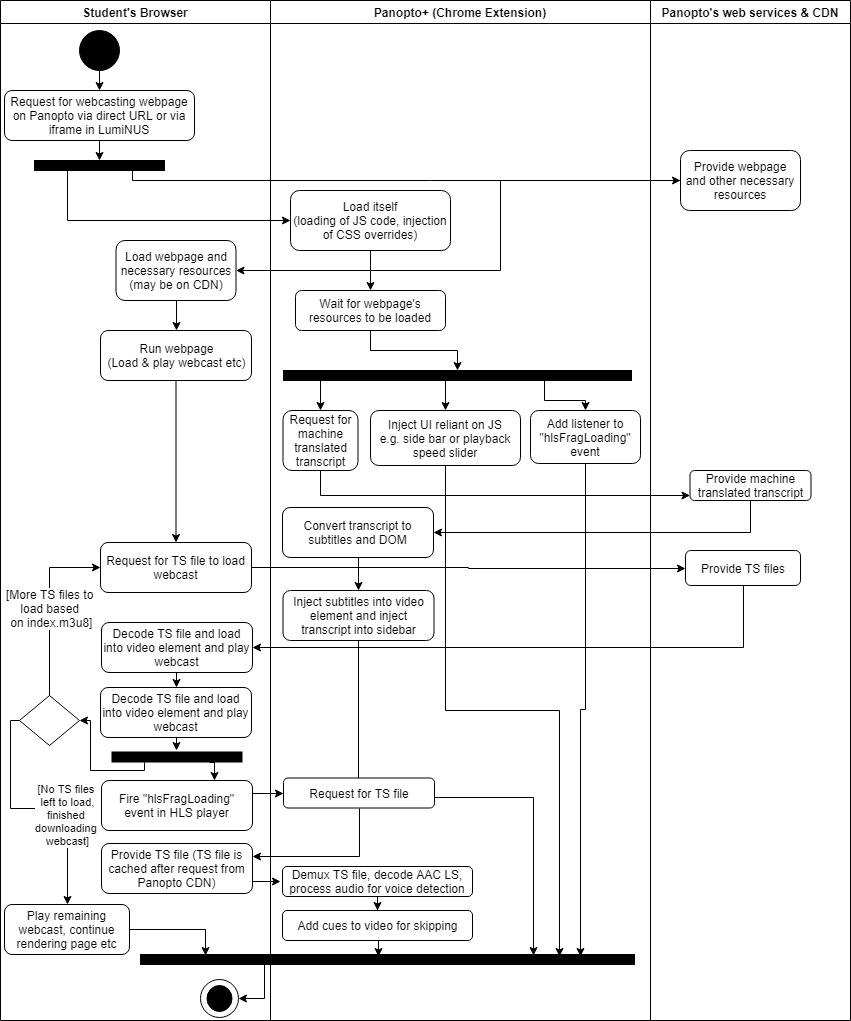 Student's Browser
Panopto+ (Chrome Extension)
Panopto's web services & CDN
Request for webcasting webpage
on Panopto via direct URL or via
iframe in LumiNUS
Provide webpage
and other necessary
resources
Load itself
(loading of JS code, injection
of CSS overrides)
Load webpage and
necessary resources
(may be on CDN)
Wait for webpage's
resources to be loaded
Run webpage
(Load & play webcast etc)
Request for
machine
translated
transcript
Inject UI reliant on JS
e.g. side bar or playback
speed slider
Add listener to
"hlsFragLoading"
event
Provide machine
translated transcript
Convert transcript to
subtitles and DOM
Request for TS file to load
webcast
Provide TS files
[More TS files to
load based
on index.m3u8]
Inject subtitles into video
element and inject
transcript into sidebar
Decode TS file and load
into video element and play
webcast
Decode TS file and load
into video element and play
webcast
[No TS files
left to load,
finished
downloading
webcast]
Fire "hlsFragLoading"
event in HLS player
Request for TS file
Provide TS file (TS file is
cached after request from
Panopto CDN)
Demux TS file, decode AAC LS,
process audio for voice detection
Play remaining
webcast, continue
rendering page etc
Add cues to video for skipping